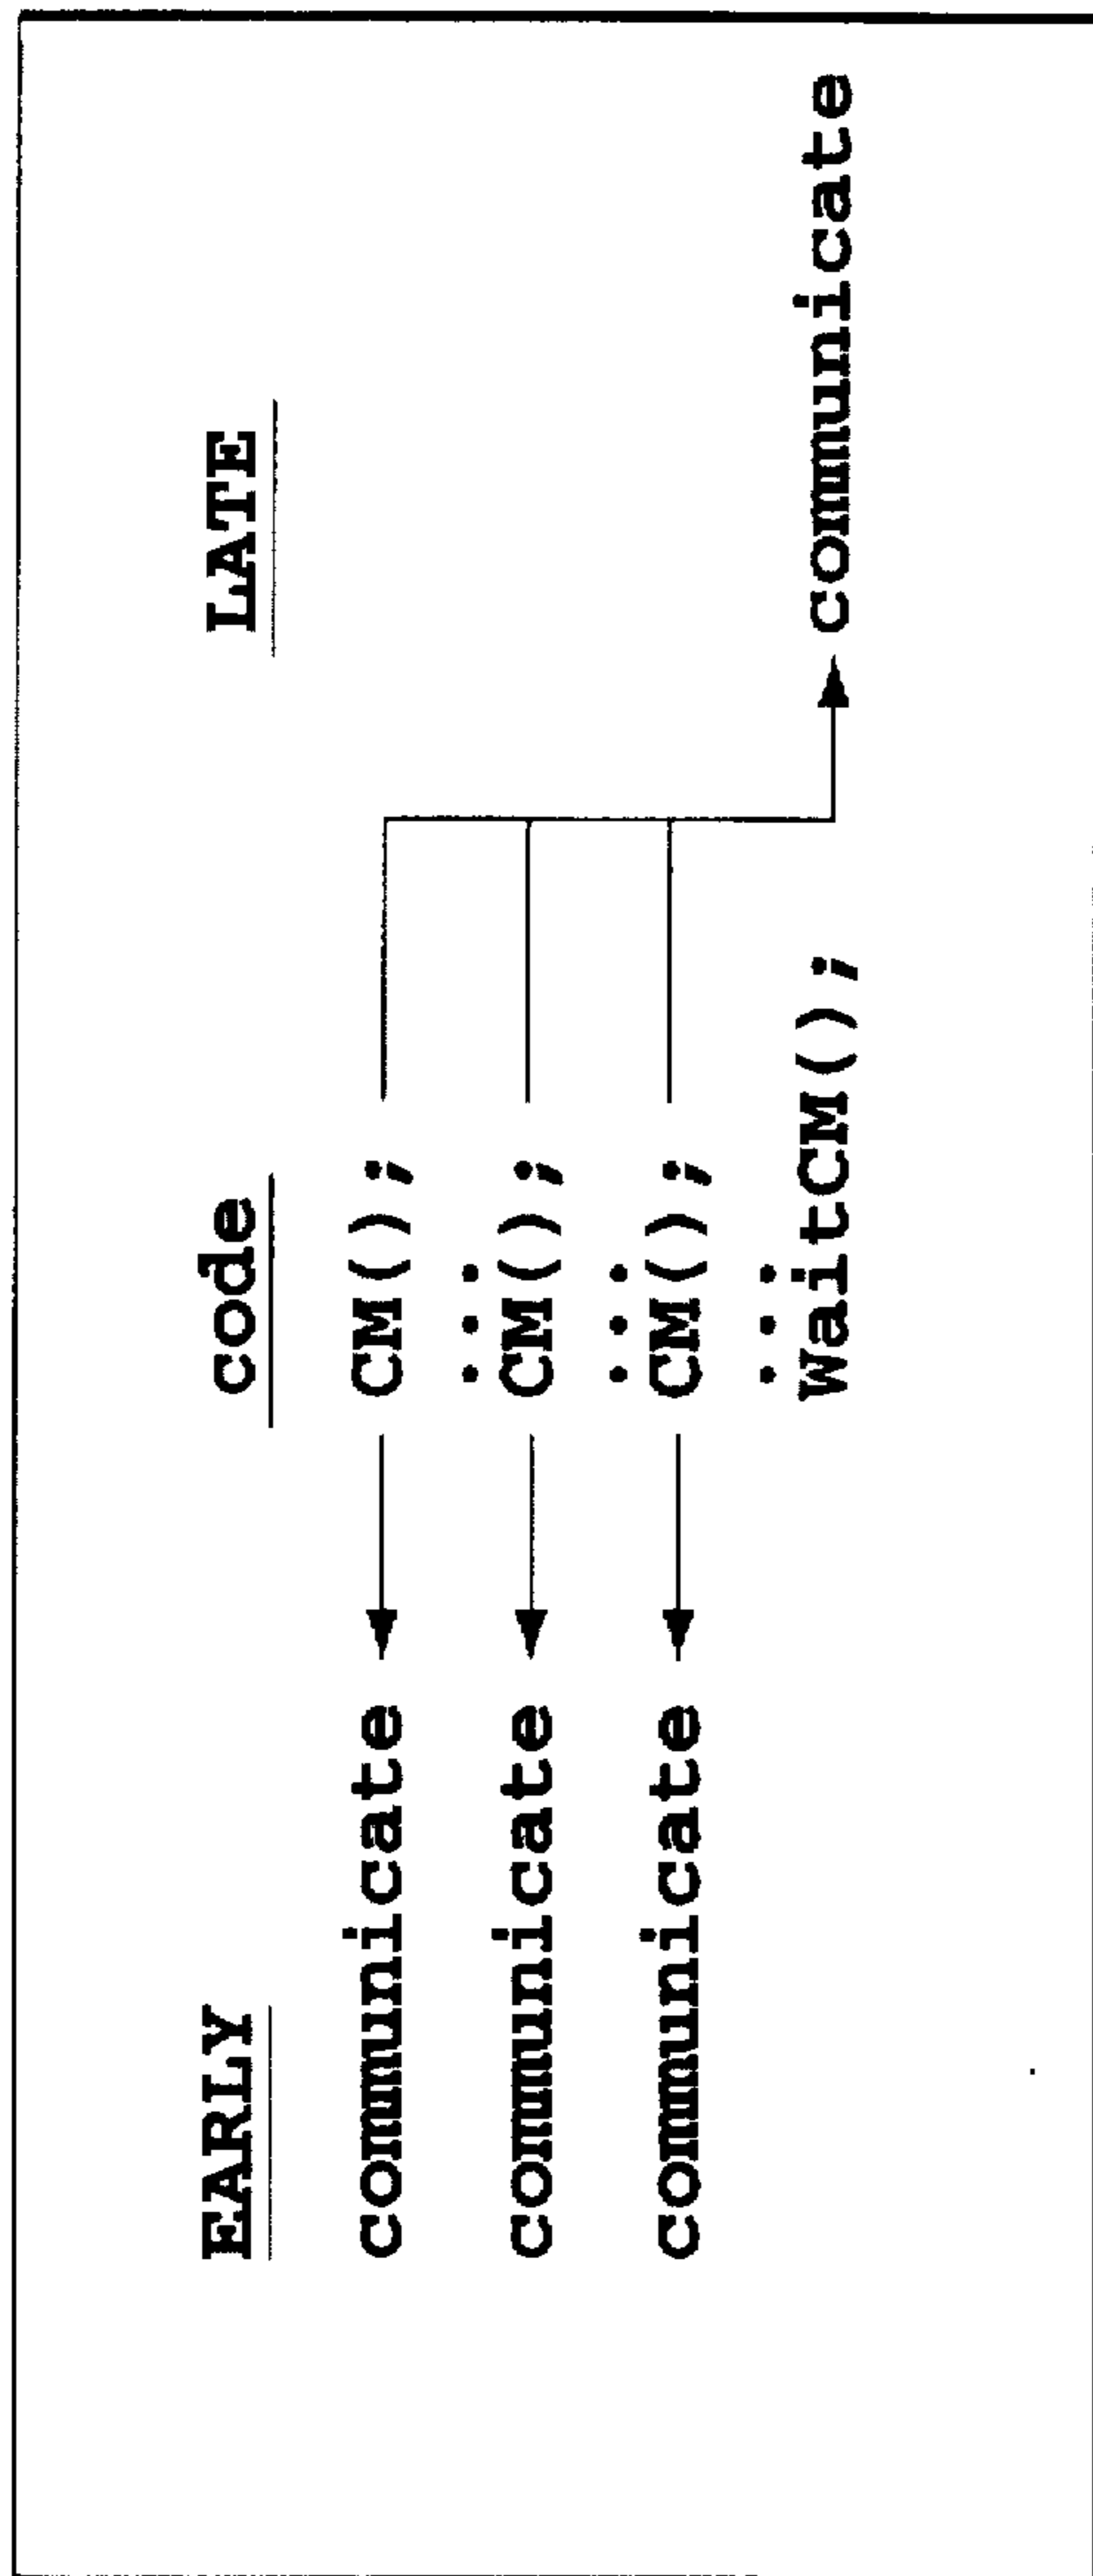 EARLY code LATE
communicate CM();
...
communicate CM();
...
communicate CM();
...
WaitCM(); communicate